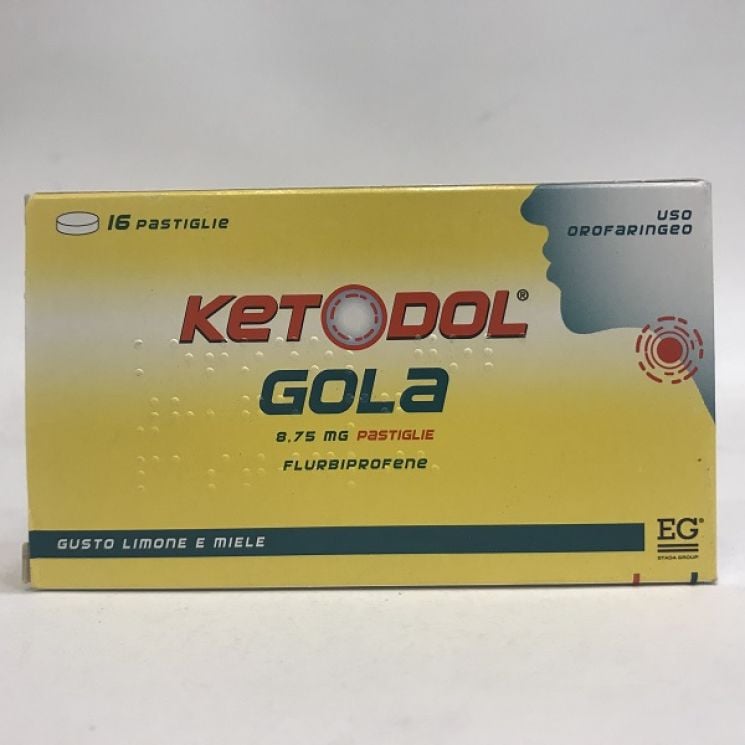 16 PASTIGLIE
USO
OROFARINGEO
KETODOL®
GOLA
8,75 MG PASTIGLIE
FLURBIPROFENE
GUSTO LIMONE E MIELE
EG®
STADA GROUP